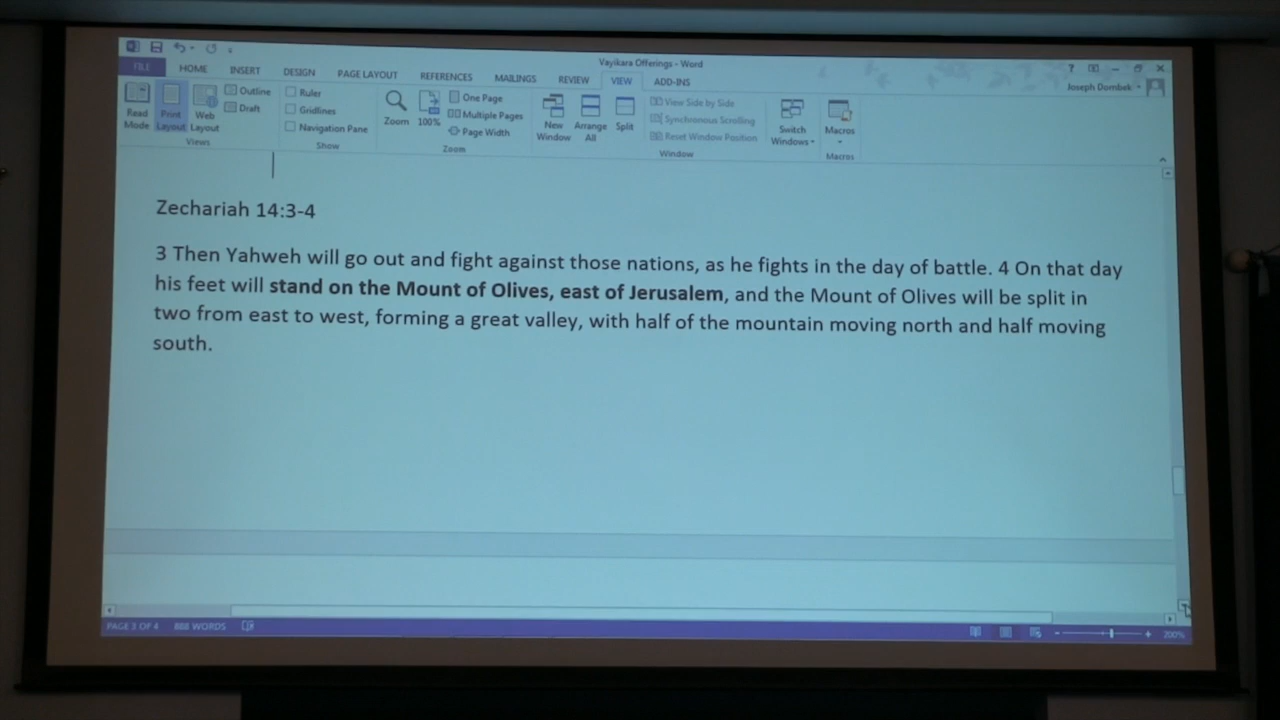 Vayikara Offerings - Word
FILE HOME INSERT DESIGN PAGE LAYOUT REFERENCES MAILINGS REVIEW VIEW ADD-INS
Joseph Dombek
Read Mode
Print Layout
Web Layout
Outline
Draft
Views
Ruler
Gridlines
Navigation Pane
Show
Zoom
100%
One Page
Multiple Pages
Page Width
Zoom
New Window
Arrange All
Split
View Side by Side
Synchronous Scrolling
Reset Window Position
Window
Switch Windows
Macros
Macros
Zechariah 14:3-4
3 Then Yahweh will go out and fight against those nations, as he fights in the day of battle. 4 On that day
his feet will stand on the Mount of Olives, east of Jerusalem, and the Mount of Olives will be split in
two from east to west, forming a great valley, with half of the mountain moving north and half moving
south.
PAGE 3 OF 4 888 WORDS
200%